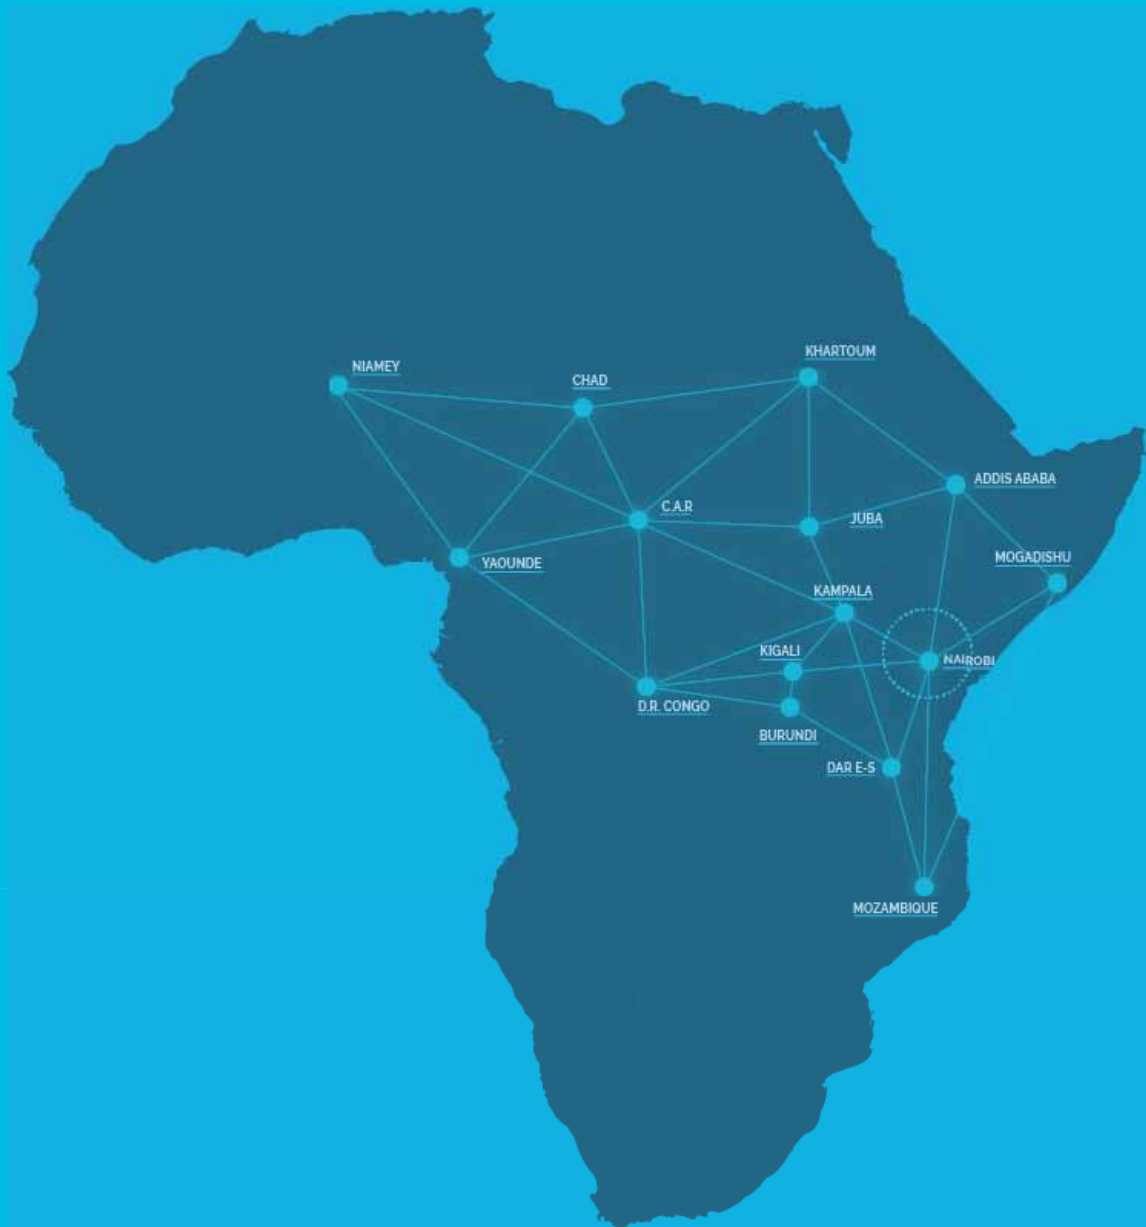 KHARTOUM
NIAMEY
CHAD
ADDIS ABABA
C.A.R
JUBA
MOGADISHU
YAOUNDE
KAMPALA
KIGALI
NAIROBI
D.R. CONGO
BURUNDI
DAR E-S
MOZAMBIQUE